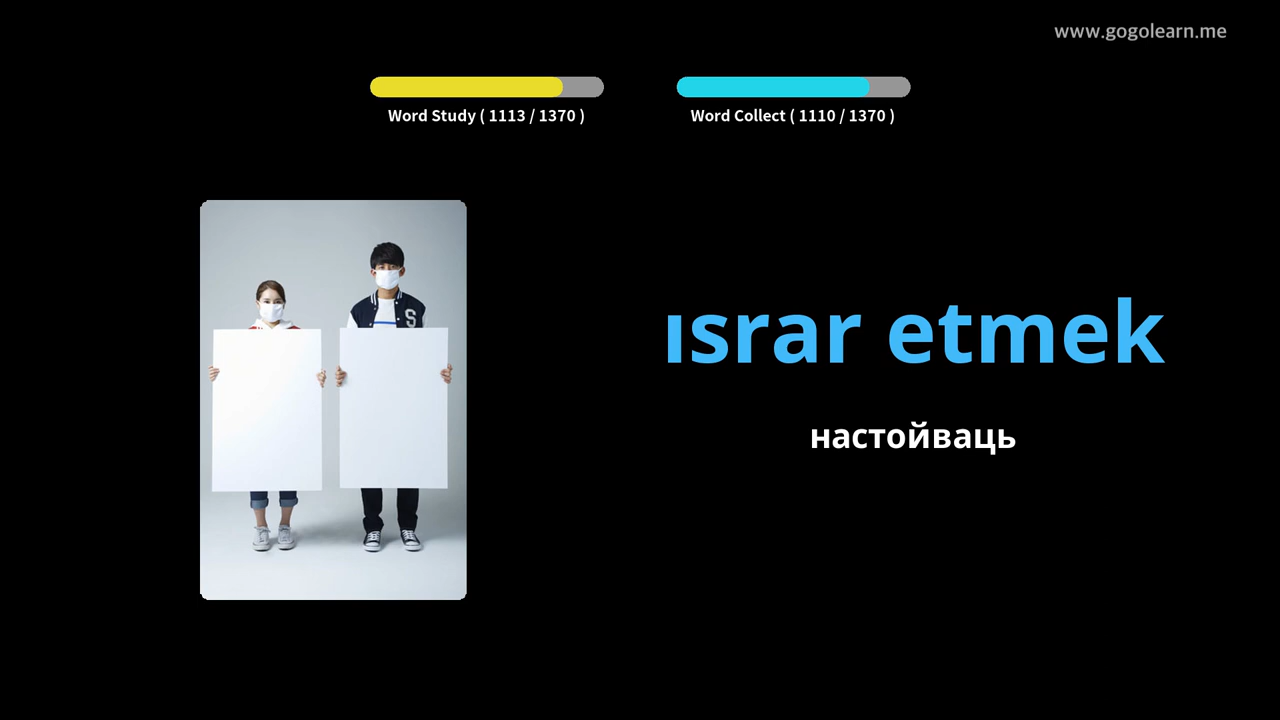 www.gogolearn.me
Word Study ( 1113 / 1370 )
Word Collect ( 1110 / 1370 )
S
ısrar etmek
настойваць